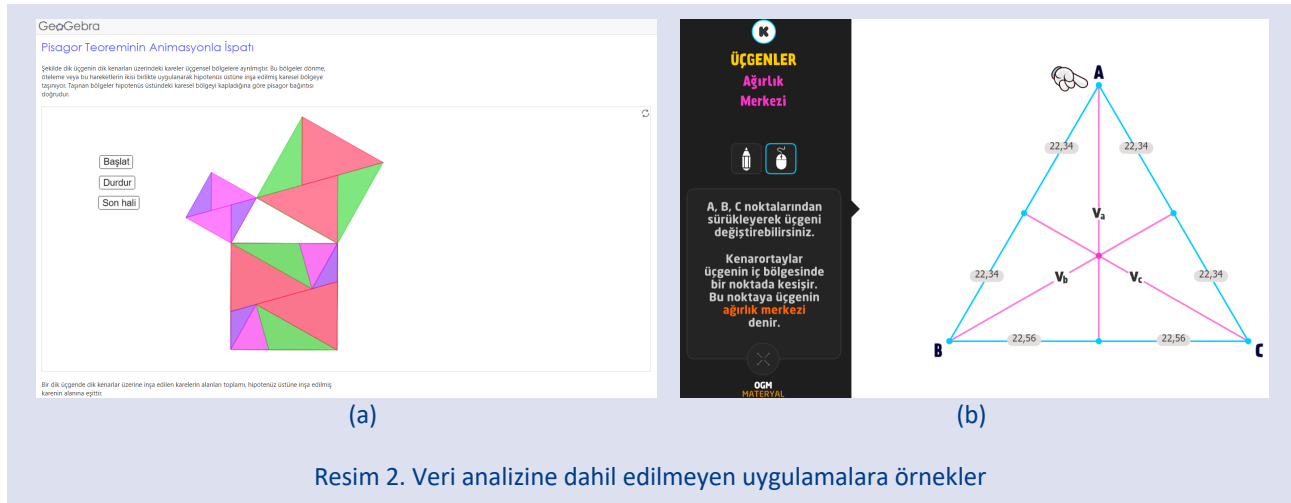 GeoGebra
Pisagor Teoreminin Animasyonla İspatı
Şekilde dik üçgenin dik kenarları üzerindeki kareler üçgensel bölgelere ayrılmıştır. Bu bölgeler dönme,
öteleme veya bu hareketlerin ikisi birlikte uygulanarak hipotenüs üstüne inşa edilmiş karesel bölgeye
taşınıyor. Taşınan bölgeler hipotenüs üstündeki karesel bölgeyi kapladığına göre pisagor bağıntısı
doğrudur.
Başlat
Durdur
Son hali
Bir dik üçgende dik kenarlar üzerine inşa edilen karelerin alanları toplamı, hipotenüz üstüne inşa edilmiş
karenin alanına eşittir.
(a)
K
ÜÇGENLER
Ağırlık
Merkezi
A, B, C noktalarından
sürükleyerek üçgeni
değiştirebilirsiniz.
Kenarortaylar
üçgenin iç bölgesinde
bir noktada kesişir.
Bu noktaya üçgenin
ağırlık merkezi
denir.
OGM
MATERYAL
A
22,34 22,34
Va
22,34 Vb Vc 22,34
22,56 22,56
B C
(b)
Resim 2. Veri analizine dahil edilmeyen uygulamalara örnekler